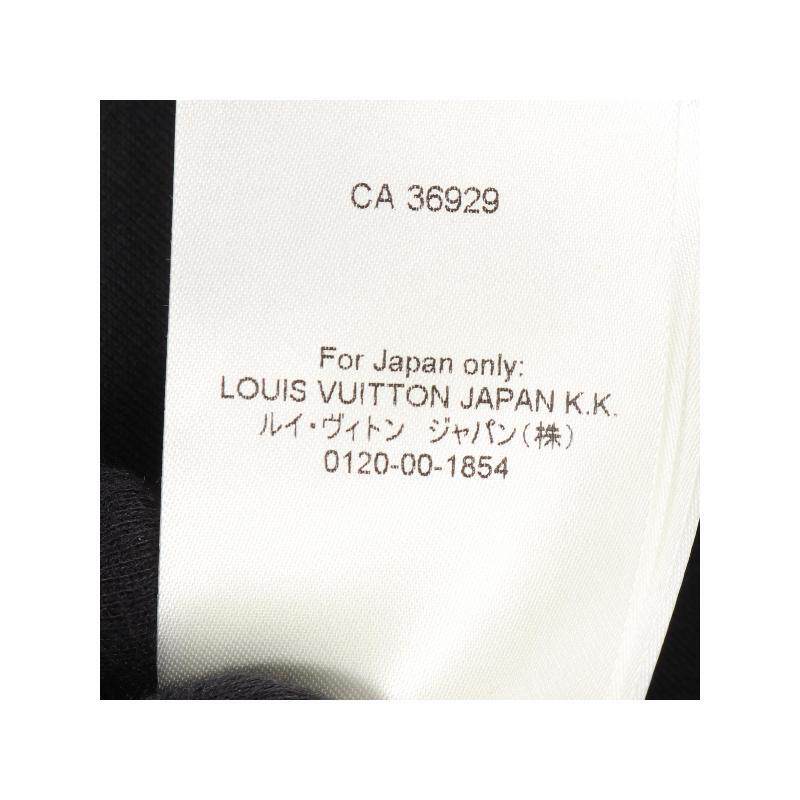 CA 36929
For Japan only:
LOUIS VUITTON JAPAN K.K.
ルイ・ヴィトン ジャパン(株)
0120-00-1854